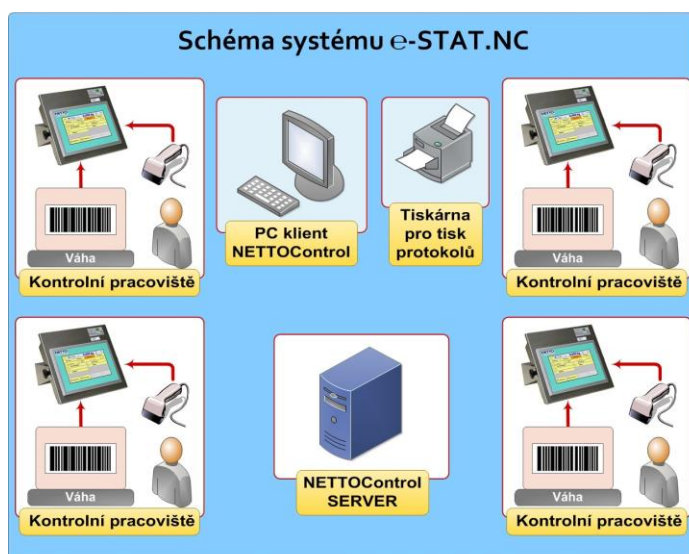 Schéma systému e-STAT.NC
Váha
Kontrolní pracoviště
PC klient
NETTOControl
Tiskárna
pro tisk
protokolů
Váha
Kontrolní pracoviště
Váha
Kontrolní pracoviště
NETTOControl
SERVER
Váha
Kontrolní pracoviště